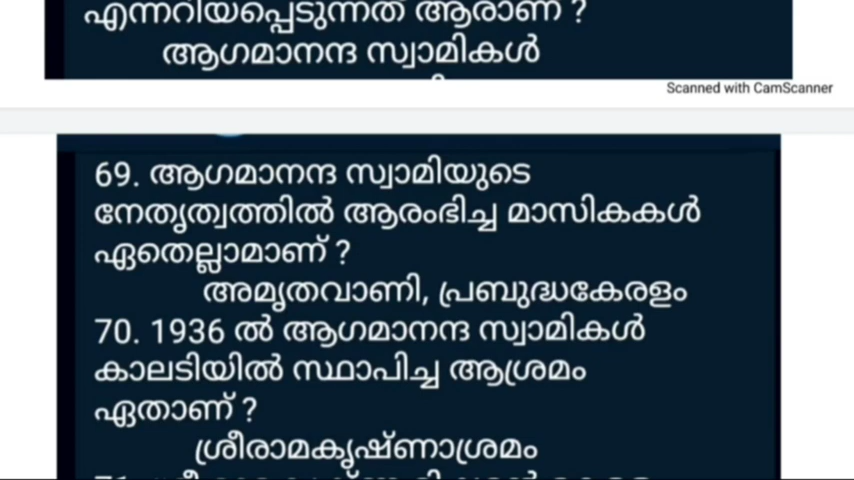 എന്നറിയപ്പെടുന്നത് ആരാണ് ?
ആഗമാനന്ദ സ്വാമികൾ
Scanned with CamScanner
69. ആഗമാനന്ദ സ്വാമിയുടെ
നേതൃത്വത്തിൽ ആരംഭിച്ച മാസികകൾ
ഏതെല്ലാമാണ് ?
അമൃതവാണി, പ്രബുദ്ധകേരളം
70. 1936 ൽ ആഗമാനന്ദ സ്വാമികൾ
കാലടിയിൽ സ്ഥാപിച്ച ആശ്രമം
ഏതാണ് ?
ശ്രീരാമകൃഷ്ണാശ്രമം